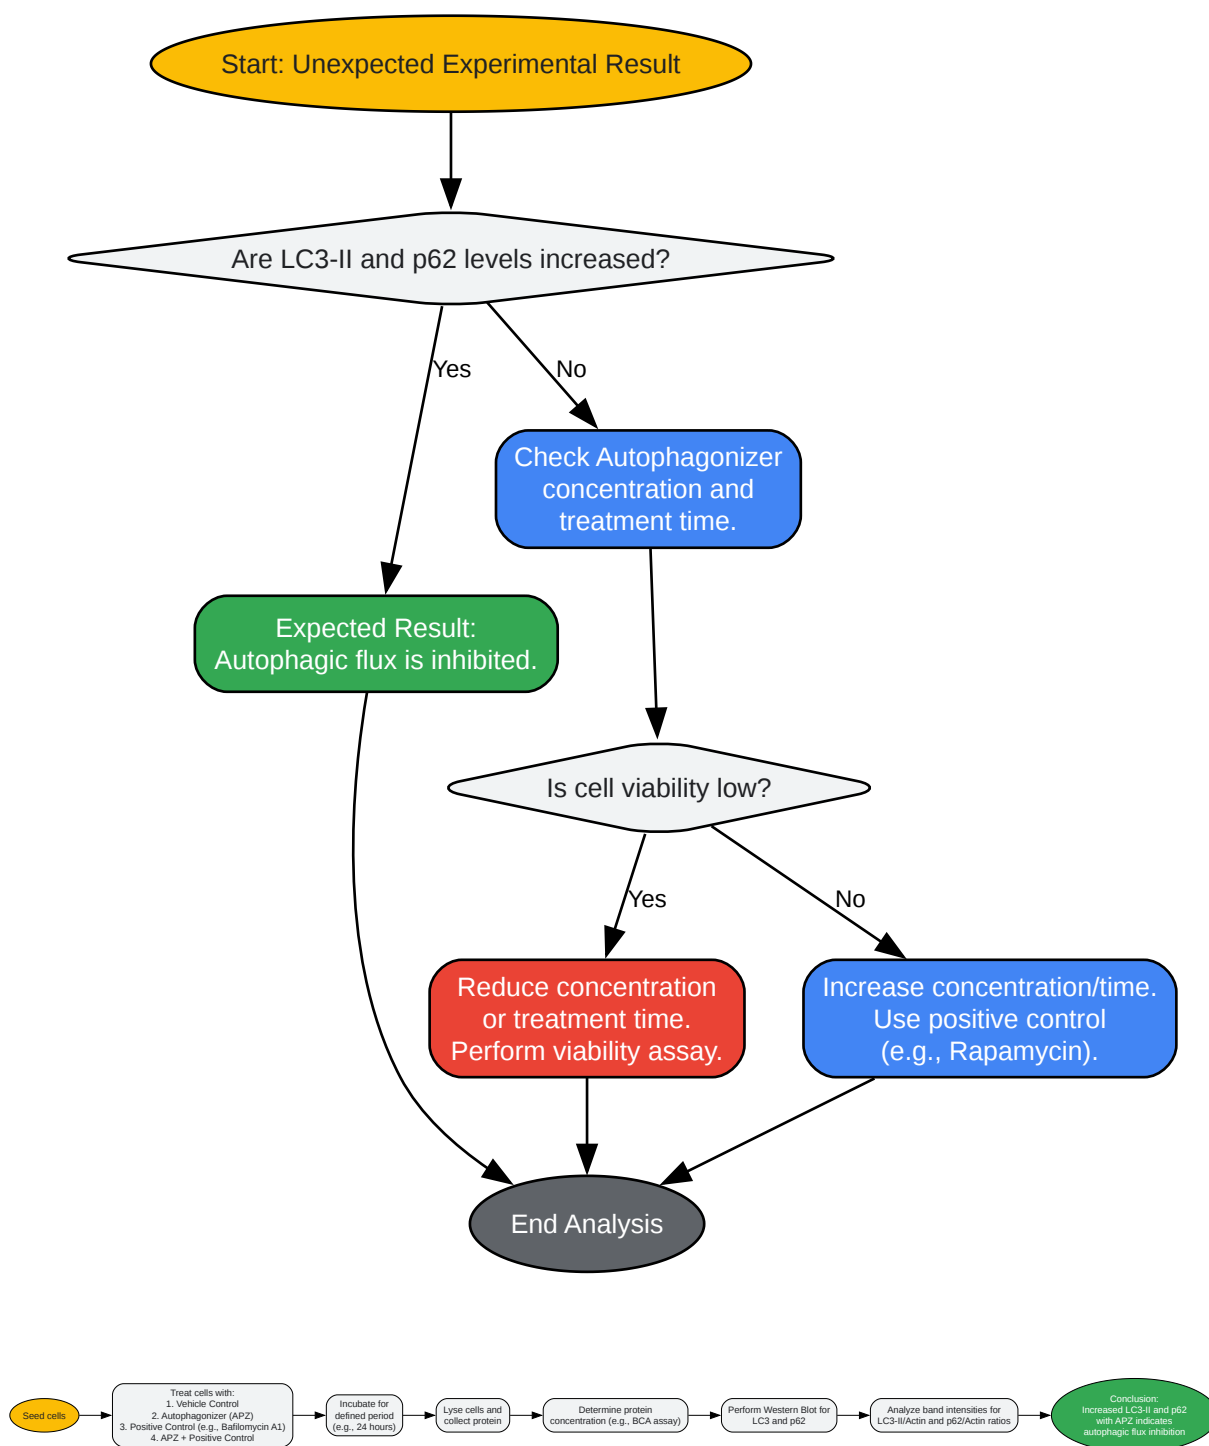 Start: Unexpected Experimental Result
Are LC3-II and p62 levels increased?
Yes
No
Check Autophagonizer
concentration and
treatment time.
Expected Result:
Autophagic flux is inhibited.
Is cell viability low?
Yes
No
Reduce concentration
or treatment time.
Perform viability assay.
Increase concentration/time.
Use positive control
(e.g., Rapamycin).
End Analysis
Seed cells
Treat cells with:
1. Vehicle Control
2. Autophagonizer (APZ)
3. Positive Control (e.g., Bafilomycin A1)
4. APZ + Positive Control
Incubate for
defined period
(e.g., 24 hours)
Lyse cells and
collect protein
Determine protein
concentration (e.g., BCA assay)
Perform Western Blot for
LC3 and p62
Analyze band intensities for
LC3-II/Actin and p62/Actin ratios
Conclusion:
Increased LC3-II and p62
with APZ indicates
autophagic flux inhibition